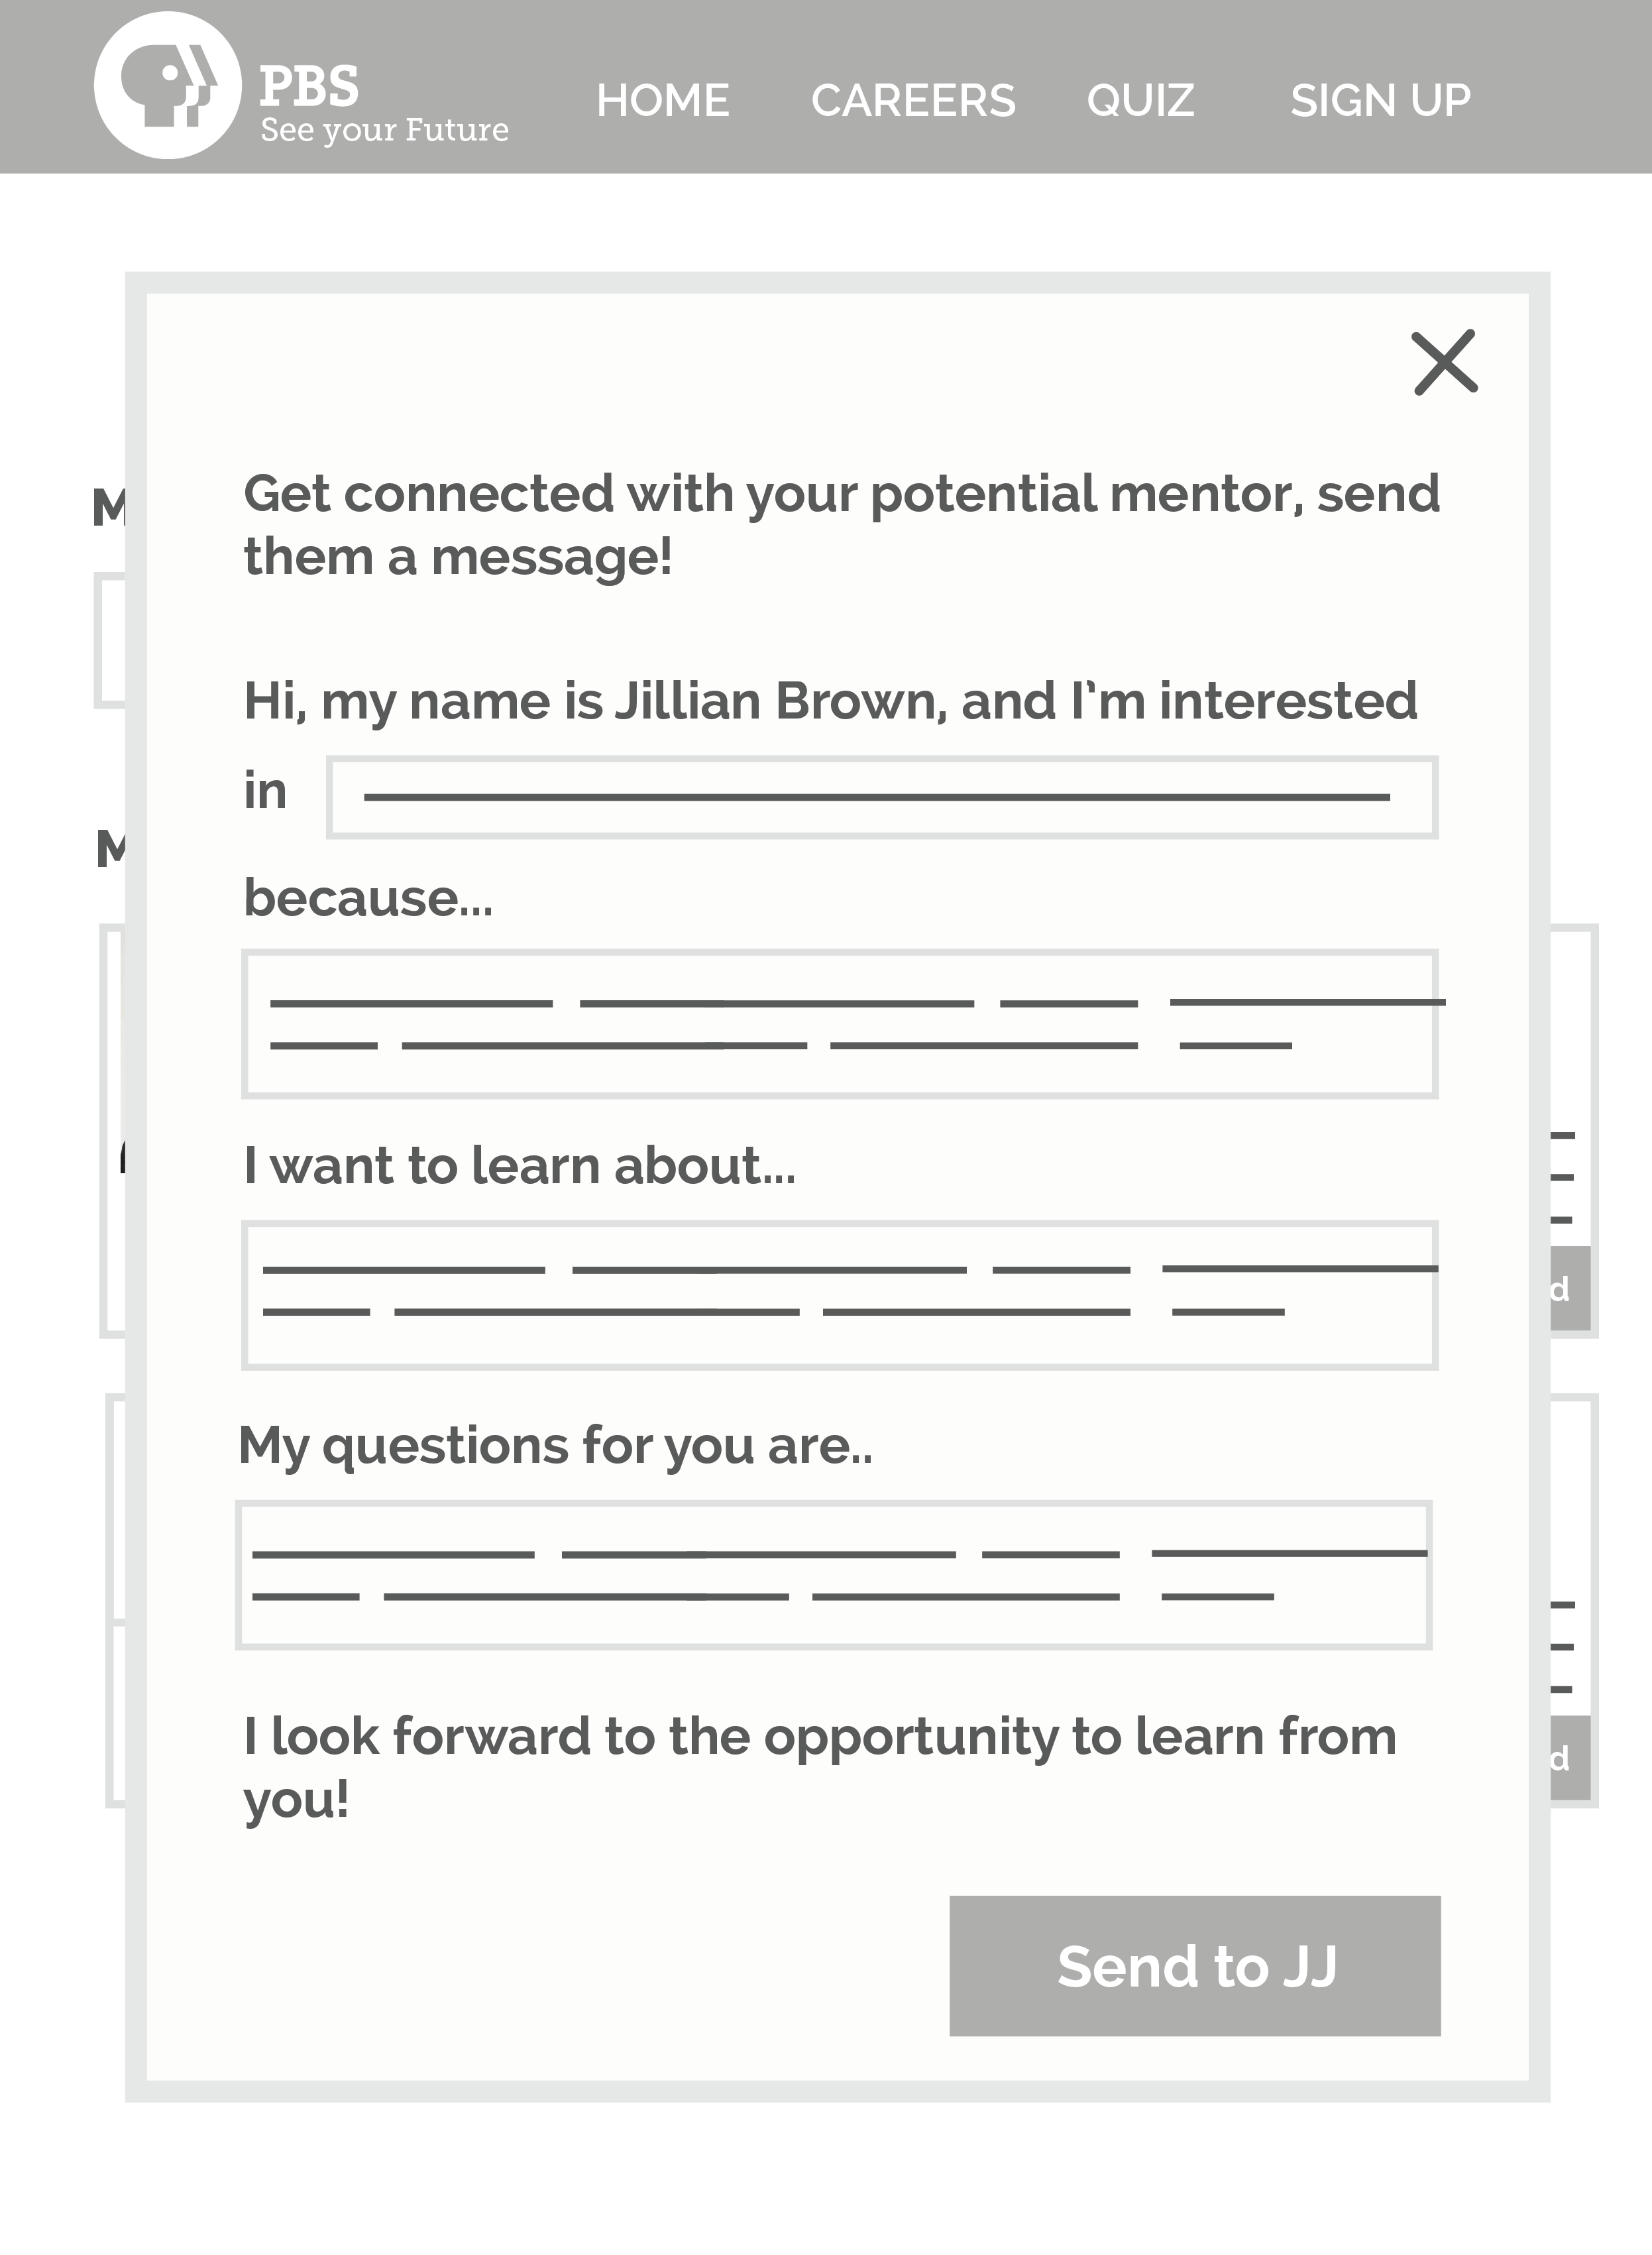 PBS
See your Future
HOME CAREERS QUIZ SIGN UP
Get connected with your potential mentor, send
them a message!
Hi, my name is Jillian Brown, and I'm interested
in
because...
I want to learn about...
My questions for you are..
I look forward to the opportunity to learn from
you!
Send to JJ